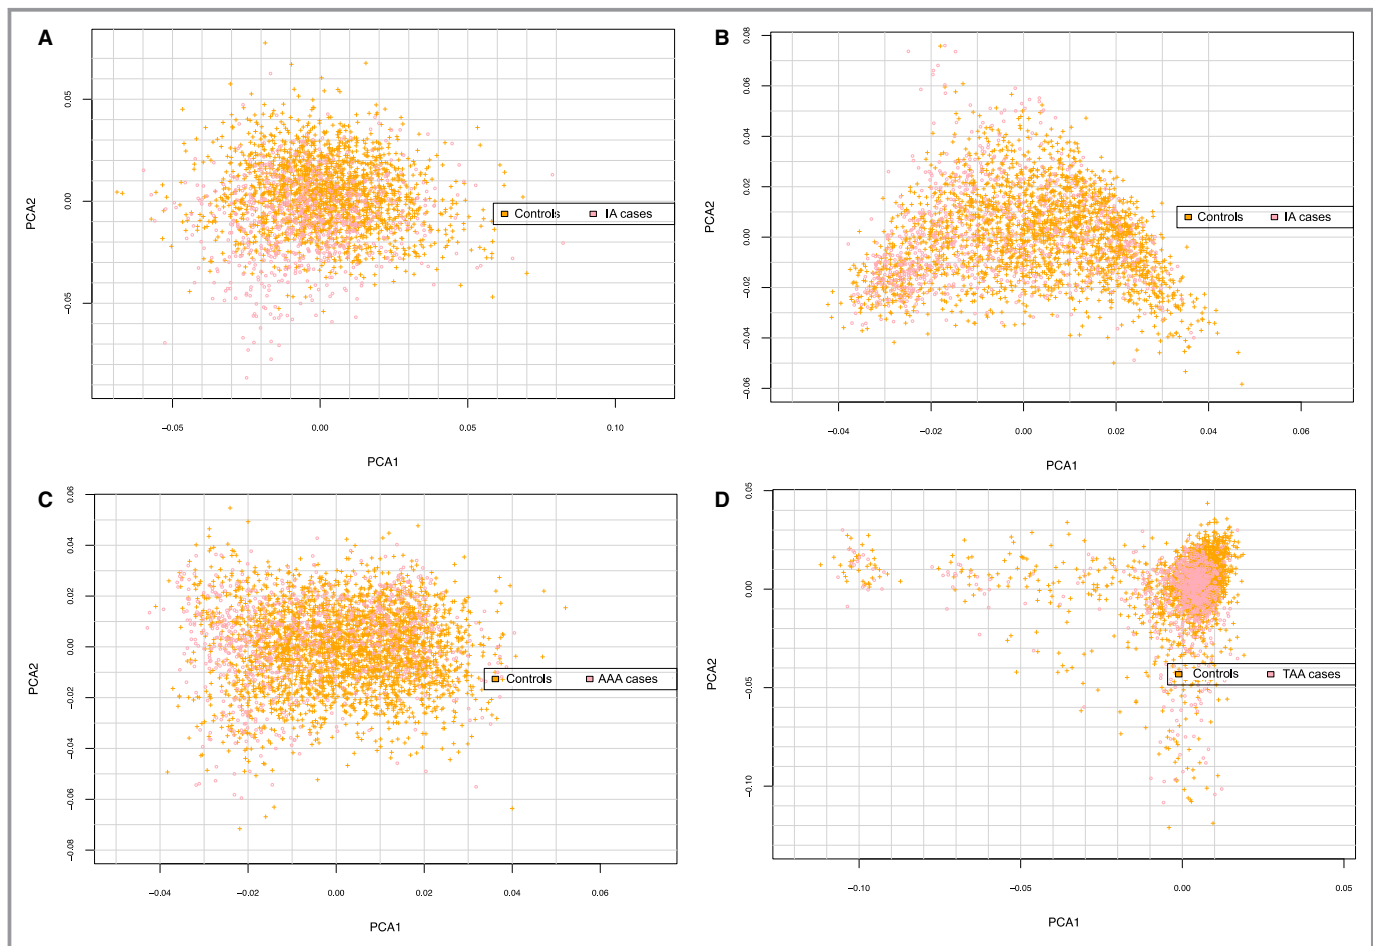 A
PCA2
0.05
0.00
−0.05
Controls IA cases
−0.05 0.00 0.05 0.10
PCA1
B
PCA2
0.08
0.06
0.04
0.02
0.00
−0.02
−0.04
−0.06
Controls IA cases
−0.04 −0.02 0.00 0.02 0.04 0.06
PCA1
C
PCA2
0.06
0.04
0.02
0.00
−0.02
−0.04
−0.06
−0.08
Controls AAA cases
−0.04 −0.02 0.00 0.02 0.04 0.06
PCA1
D
PCA2
0.05
0.00
−0.05
−0.10
Controls TAA cases
−0.10 −0.05 0.00 0.05
PCA1